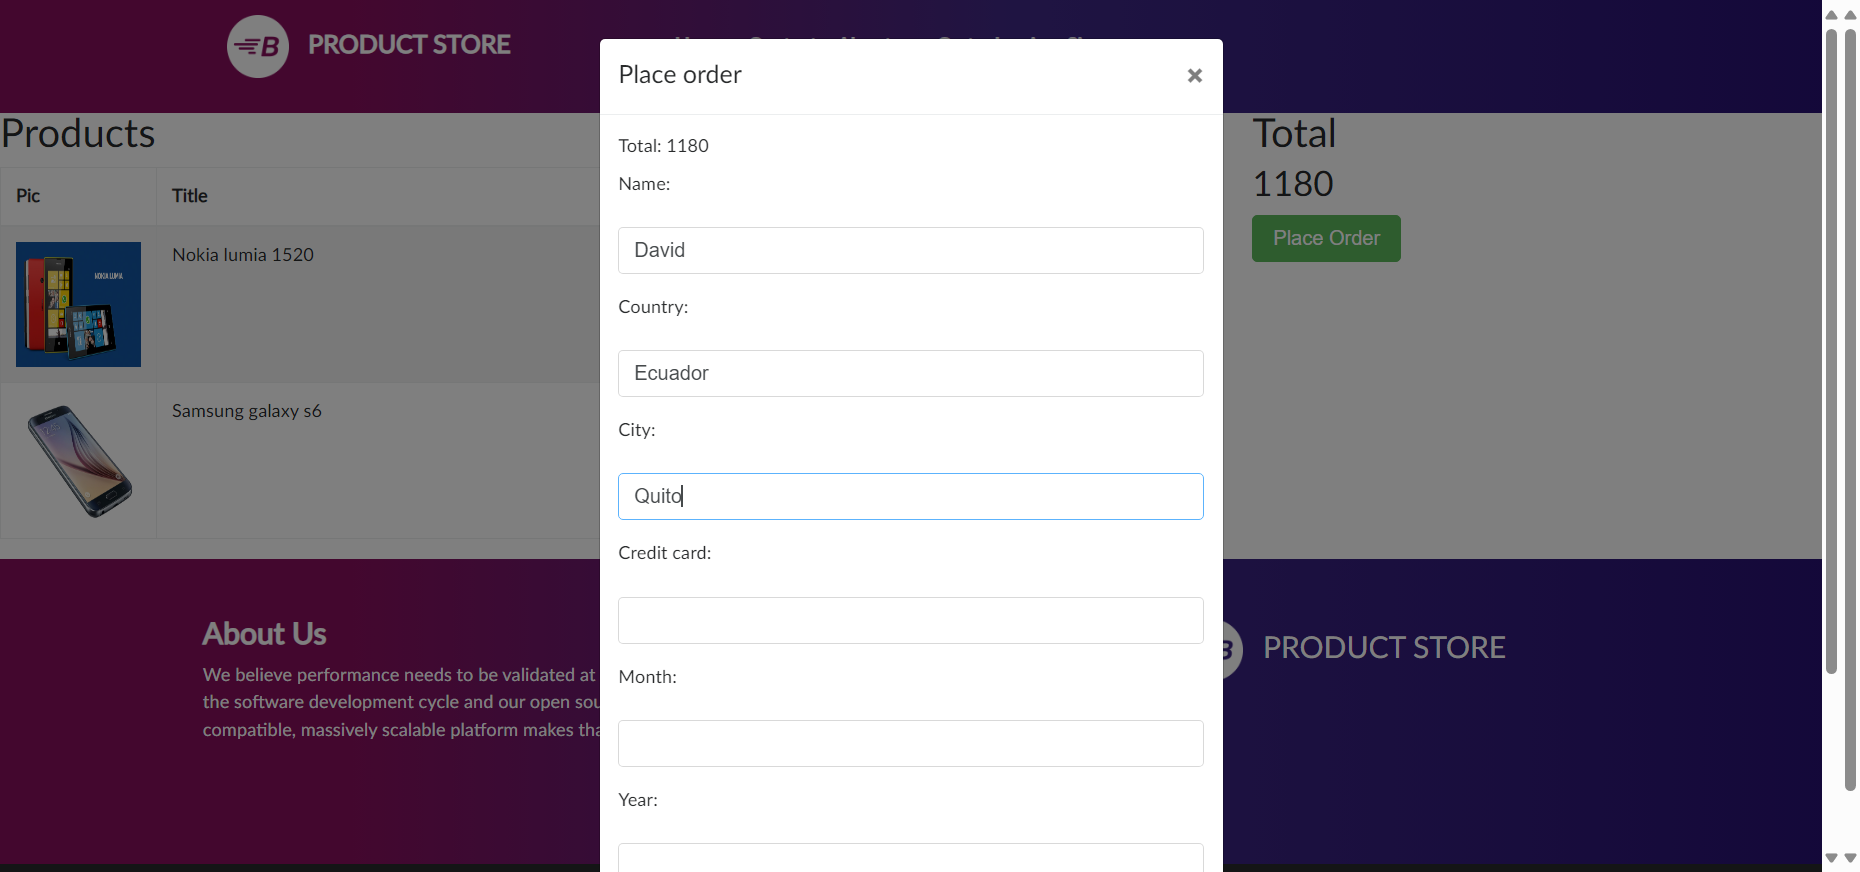 B PRODUCT STORE
Place order
Total: 1180
Name:
David
Country:
Ecuador
City:
Quito
Credit card:
Month:
Year:
Products
Pic Title
NOKIA LUMIA
Nokia lumia 1520
Samsung galaxy s6
Total
1180
Place Order
About Us
We believe performance needs to be validated at
the software development cycle and our open
compatible, massively scalable platform makes
PRODUCT STORE